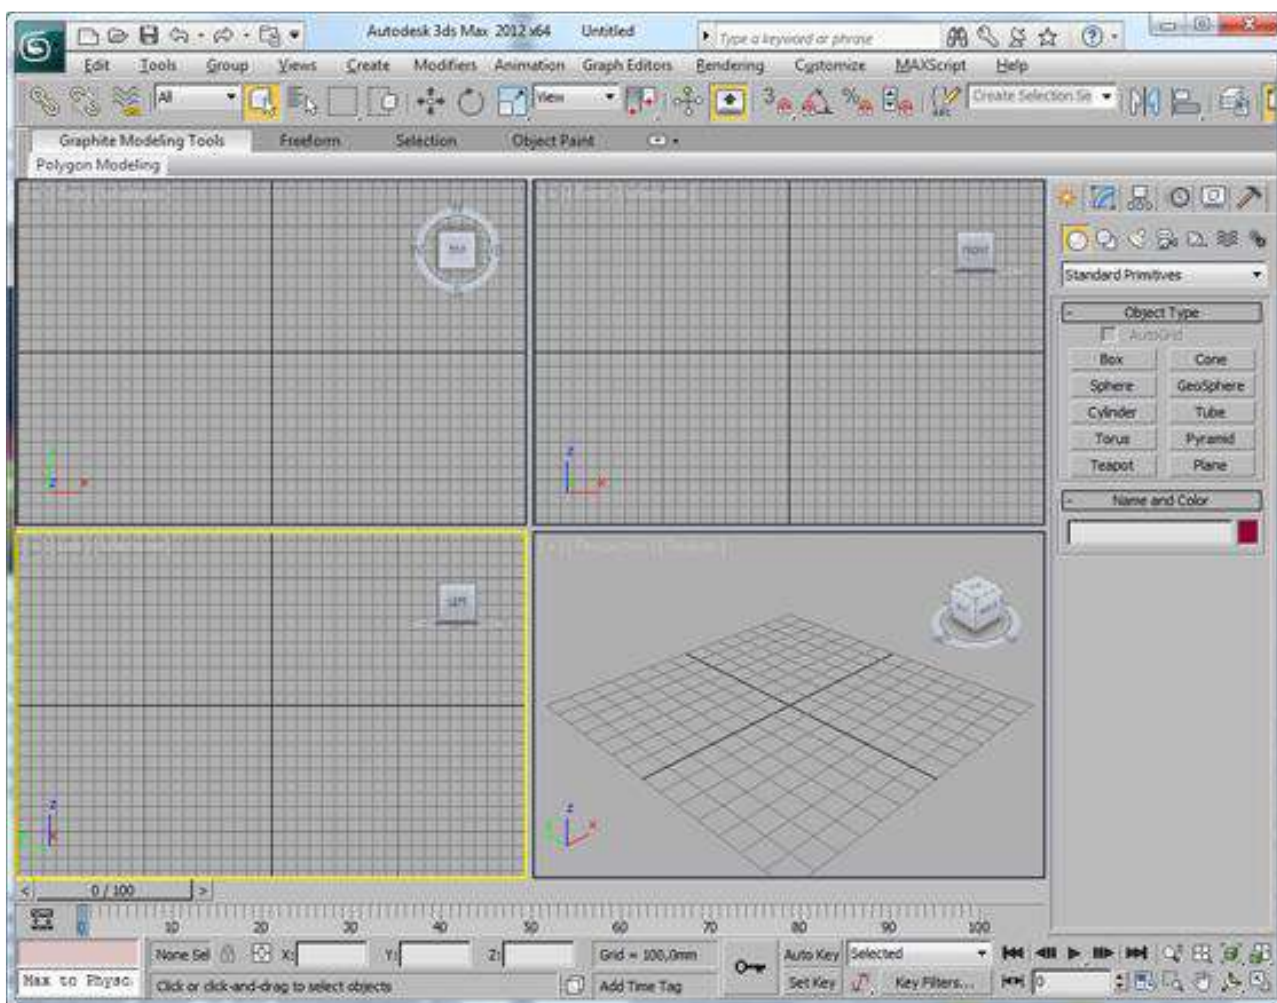 Autodesk 3ds Max 2012 x64 Untitled Type a keyword or phrase
Edit Tools Group Views Create Modifiers Animation Graph Editors Rendering Customize MAXScript Help
All View 3 Create Selection Se
Graphite Modeling Tools Freeform Selection Object Paint
Polygon Modeling
TOP FRONT
Standard Primitives
- Object Type
AutoGrid
Box Cone
Sphere GeoSphere
Cylinder Tube
Torus Pyramid
Teapot Plane
- Name and Color
z x z x
LEFT
z x z x
< 0 / 100 >
0 10 20 30 40 50 60 70 80 90 100
None Sel X: Y: Z: Grid = 100,0mm Auto Key Selected
Max to Physc Click or click-and-drag to select objects Add Time Tag Set Key Key Filters... 0